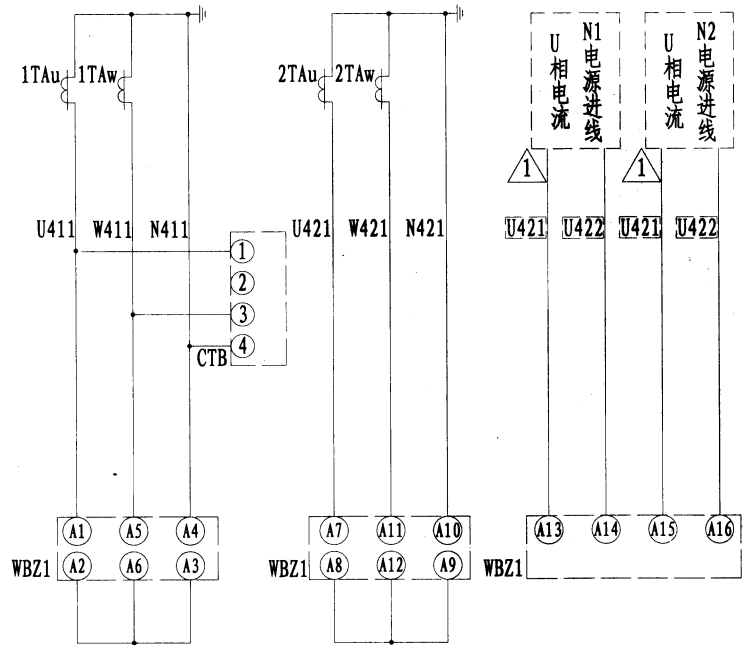 1TAu
1TAw
2TAu
2TAw
U相电流
N1电源进线
U相电流
N2电源进线
1
1
U411
W411
N411
U421
W421
N421
U421
U422
U421
U422
1
2
3
4
CTB
A1
A5
A4
A7
A11
A10
A13
A14
A15
A16
WBZ1
A2
A6
A3
WBZ1
A8
A12
A9
WBZ1